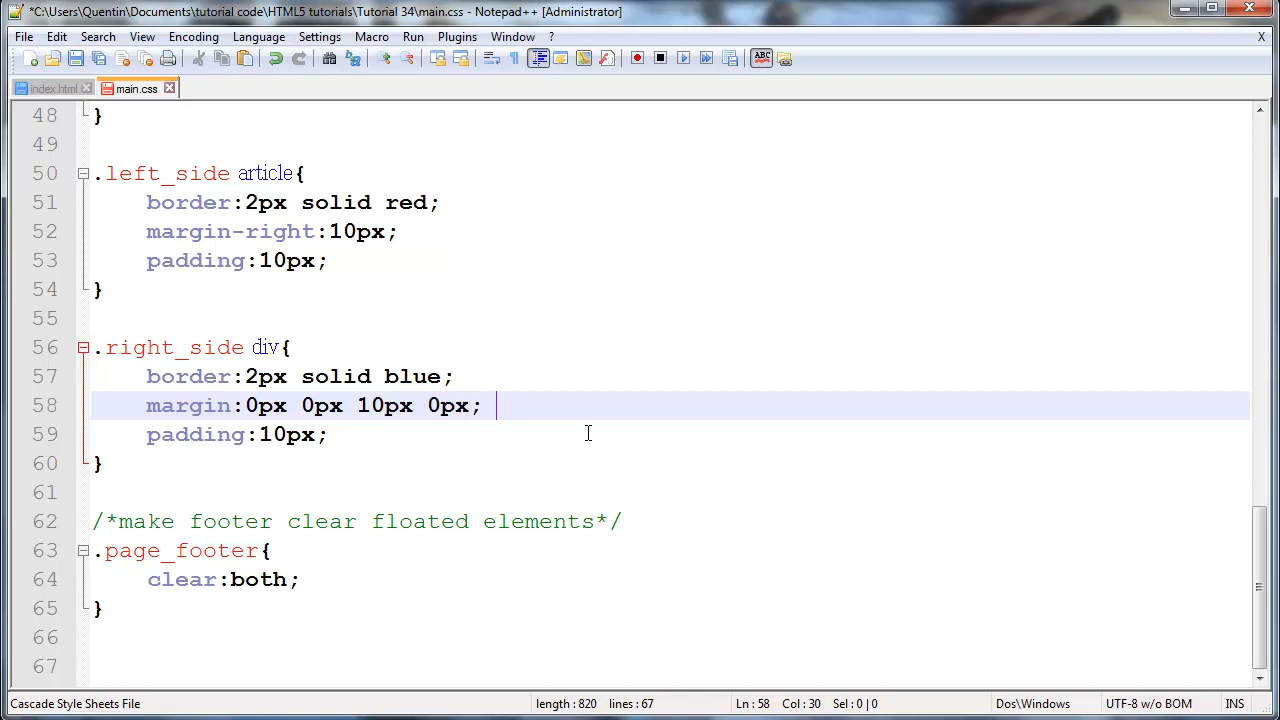 *C:\Users\Quentin\Documents\tutorial code\HTML5 tutorials\Tutorial 34\main.css - Notepad++ [Administrator]
File Edit Search View Encoding Language Settings Macro Run Plugins Window ? X
ABC
index.html main.css
48 }
49
50 .left_side article{
51 border:2px solid red;
52 margin-right:10px;
53 padding:10px;
54 }
55
56 .right_side div{
57 border:2px solid blue;
58 margin:0px 0px 10px 0px;
59 padding:10px;
60 }
61
62 /*make footer clear floated elements*/
63 .page_footer{
64 clear:both;
65 }
66
67
Cascade Style Sheets File length : 820 lines : 67 Ln : 58 Col : 30 Sel : 0 | 0 Dos\Windows UTF-8 w/o BOM INS